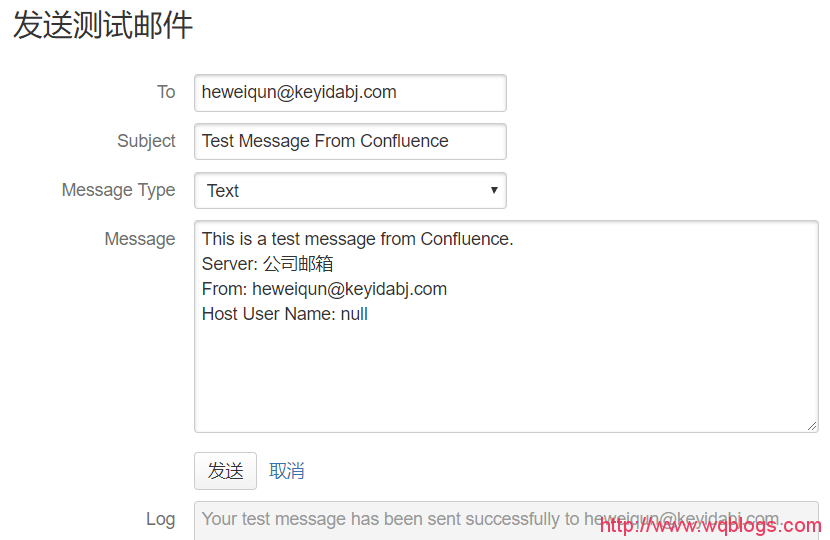 发送测试邮件
To heweiqun@keyidabj.com
Subject Test Message From Confluence
Message Type Text
Message This is a test message from Confluence.
Server: 公司邮箱
From: heweiqun@keyidabj.com
Host User Name: null
发送 取消
Log Your test message has been sent successfully to heweiqun@keyidabj.com.
http://www.wqblogs.com